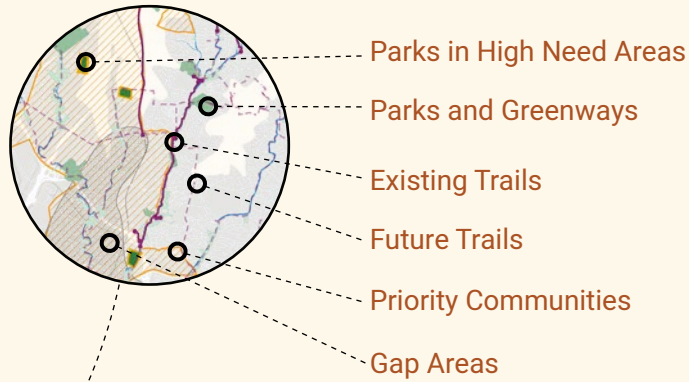 Parks in High Need Areas
Parks and Greenways
Existing Trails
Future Trails
Priority Communities
Gap Areas